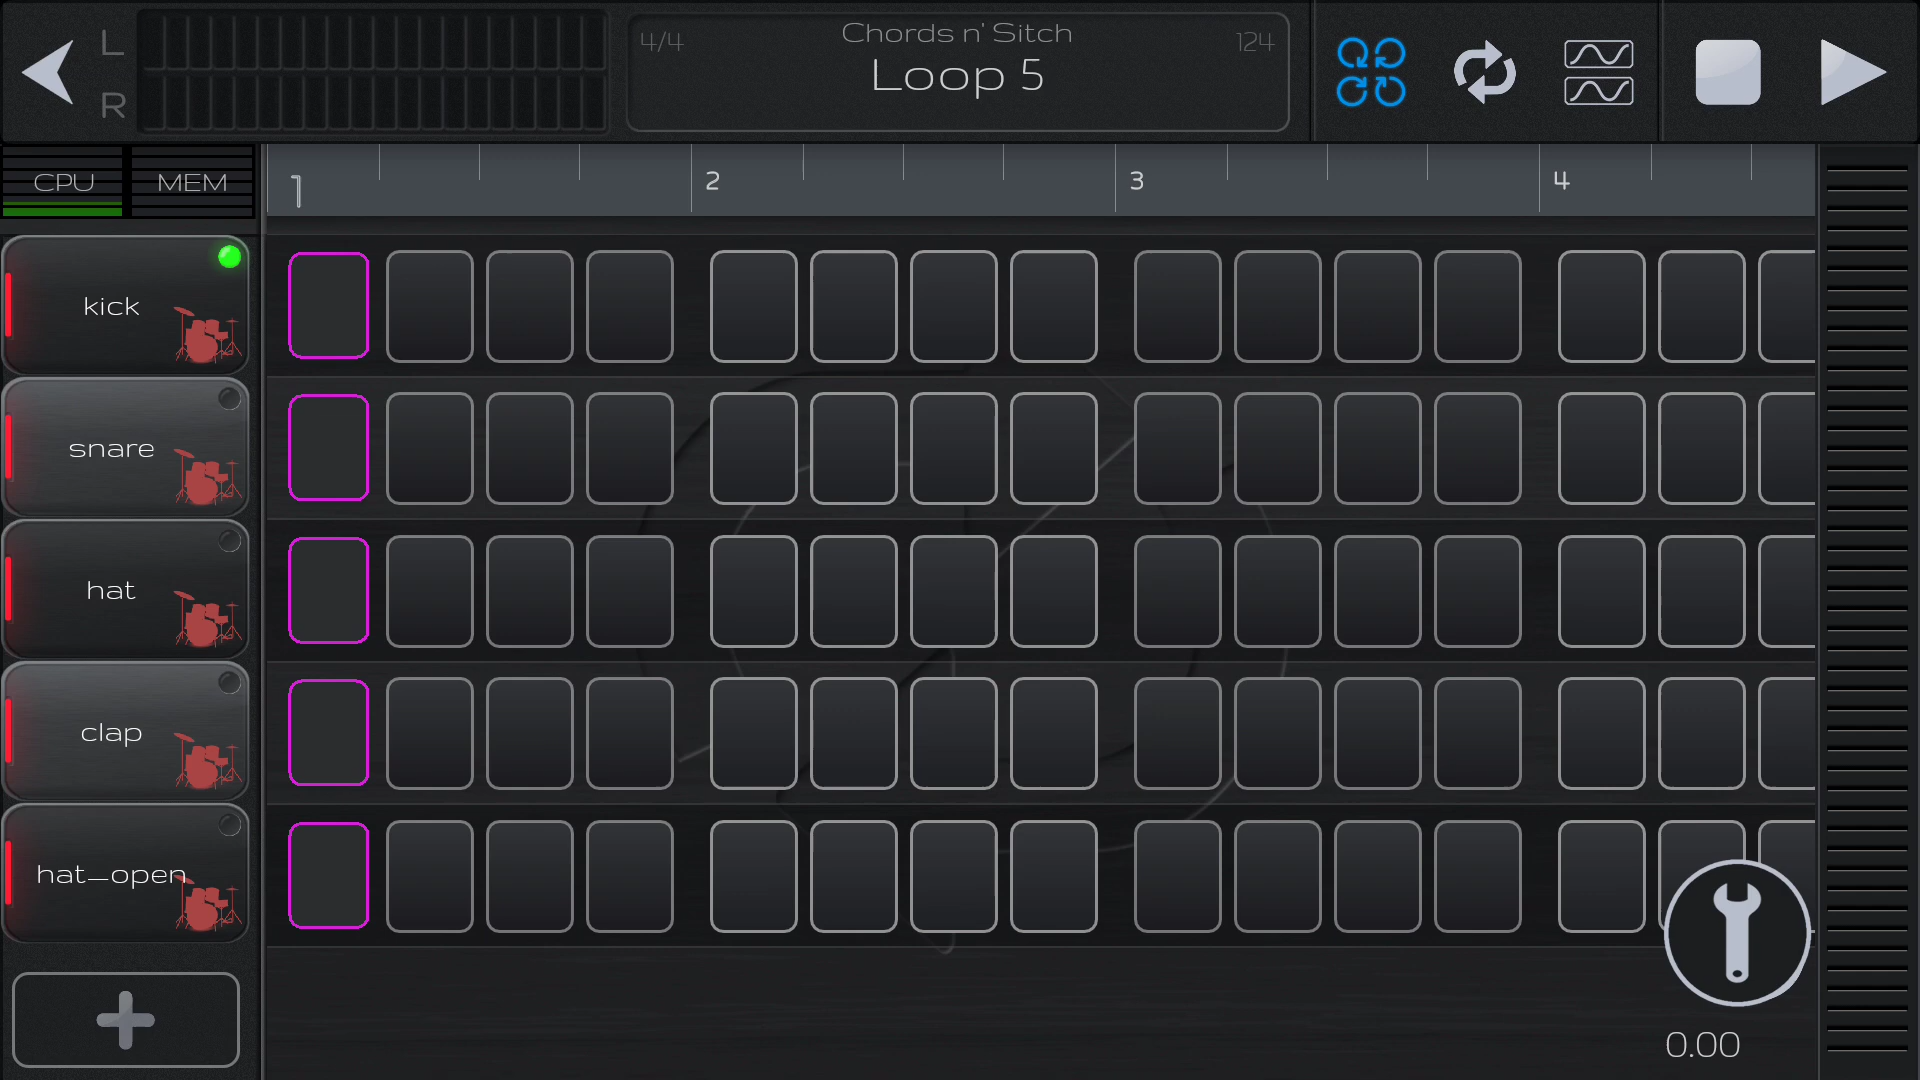 L
R
4/4
Chords n' Sitch
124
Loop 5
CPU
MEM
1
2
3
4
kick
snare
hat
clap
hat_open
0.00